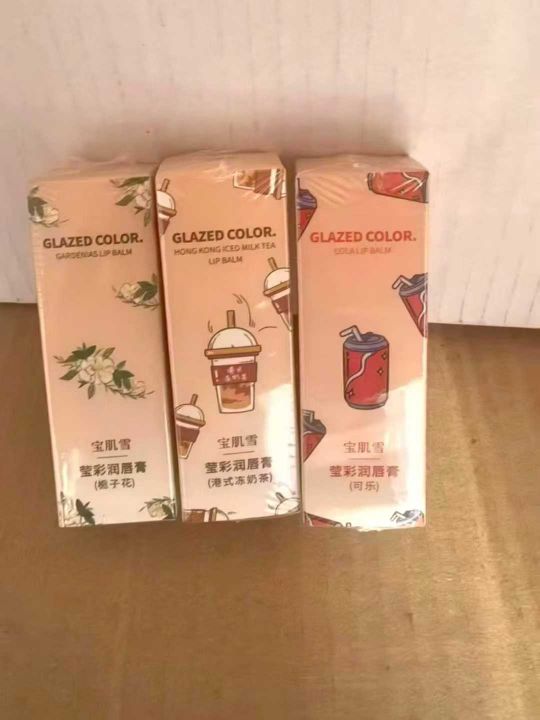 GLAZED COLOR.
GARDENIAS LIP BALM
宝肌雪
莹彩润唇膏
(栀子花)
GLAZED COLOR.
HONG KONG ICED MILK TEA
LIP BALM
宝肌雪
莹彩润唇膏
(港式冻奶茶)
GLAZED COLOR.
COLA LIP BALM
宝肌雪
莹彩润唇膏
(可乐)